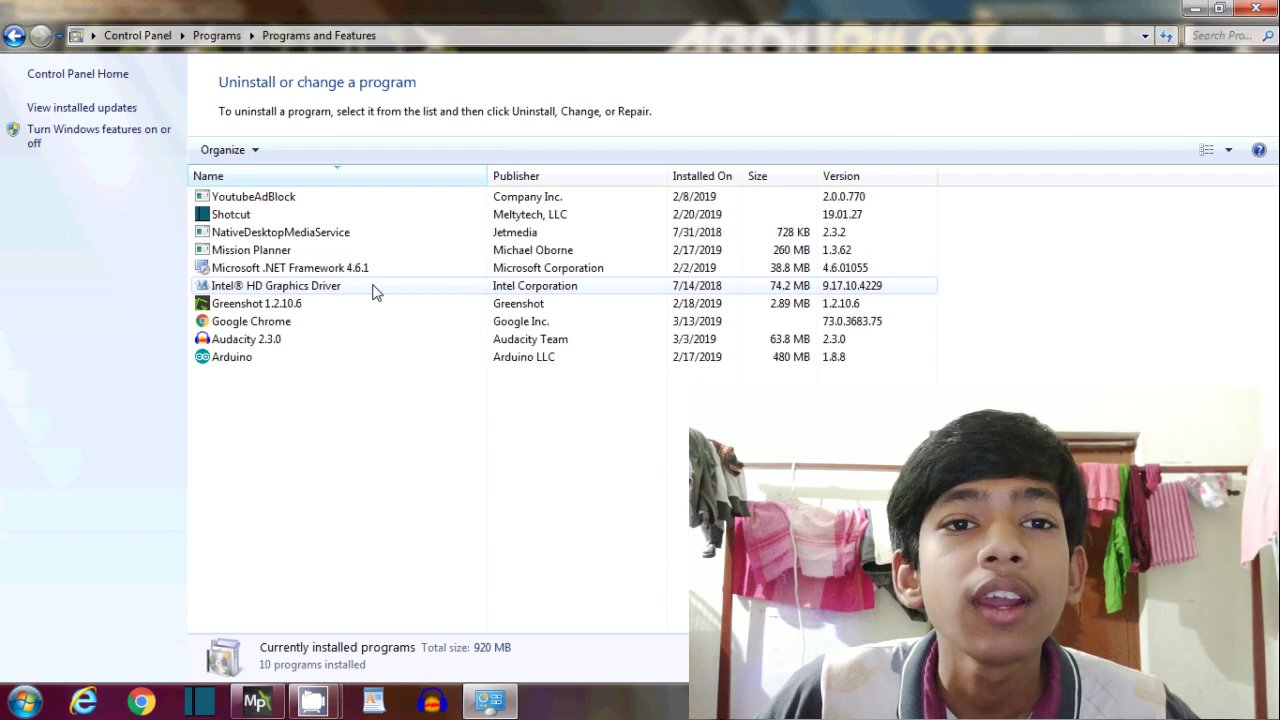 Control Panel
Programs
Programs and Features
Search Pro...
Control Panel Home
View installed updates
Turn Windows features on or
off
Uninstall or change a program
To uninstall a program, select it from the list and then click Uninstall, Change, or Repair.
Organize
Name Publisher Installed On Size Version
YoutubeAdBlock Company Inc. 2/8/2019 2.0.0.770
Shotcut Meltytech, LLC 2/20/2019 19.01.27
NativeDesktopMediaService Jetmedia 7/31/2018 728 KB 2.3.2
Mission Planner Michael Oborne 2/17/2019 260 MB 1.3.62
Microsoft .NET Framework 4.6.1 Microsoft Corporation 2/2/2019 38.8 MB 4.6.01055
Intel® HD Graphics Driver Intel Corporation 7/14/2018 74.2 MB 9.17.10.4229
Greenshot 1.2.10.6 Greenshot 2/18/2019 2.89 MB 1.2.10.6
Google Chrome Google Inc. 3/13/2019 73.0.3683.75
Audacity 2.3.0 Audacity Team 3/3/2019 63.8 MB 2.3.0
Arduino Arduino LLC 2/17/2019 480 MB 1.8.8
Currently installed programs Total size: 920 MB
10 programs installed
Mp